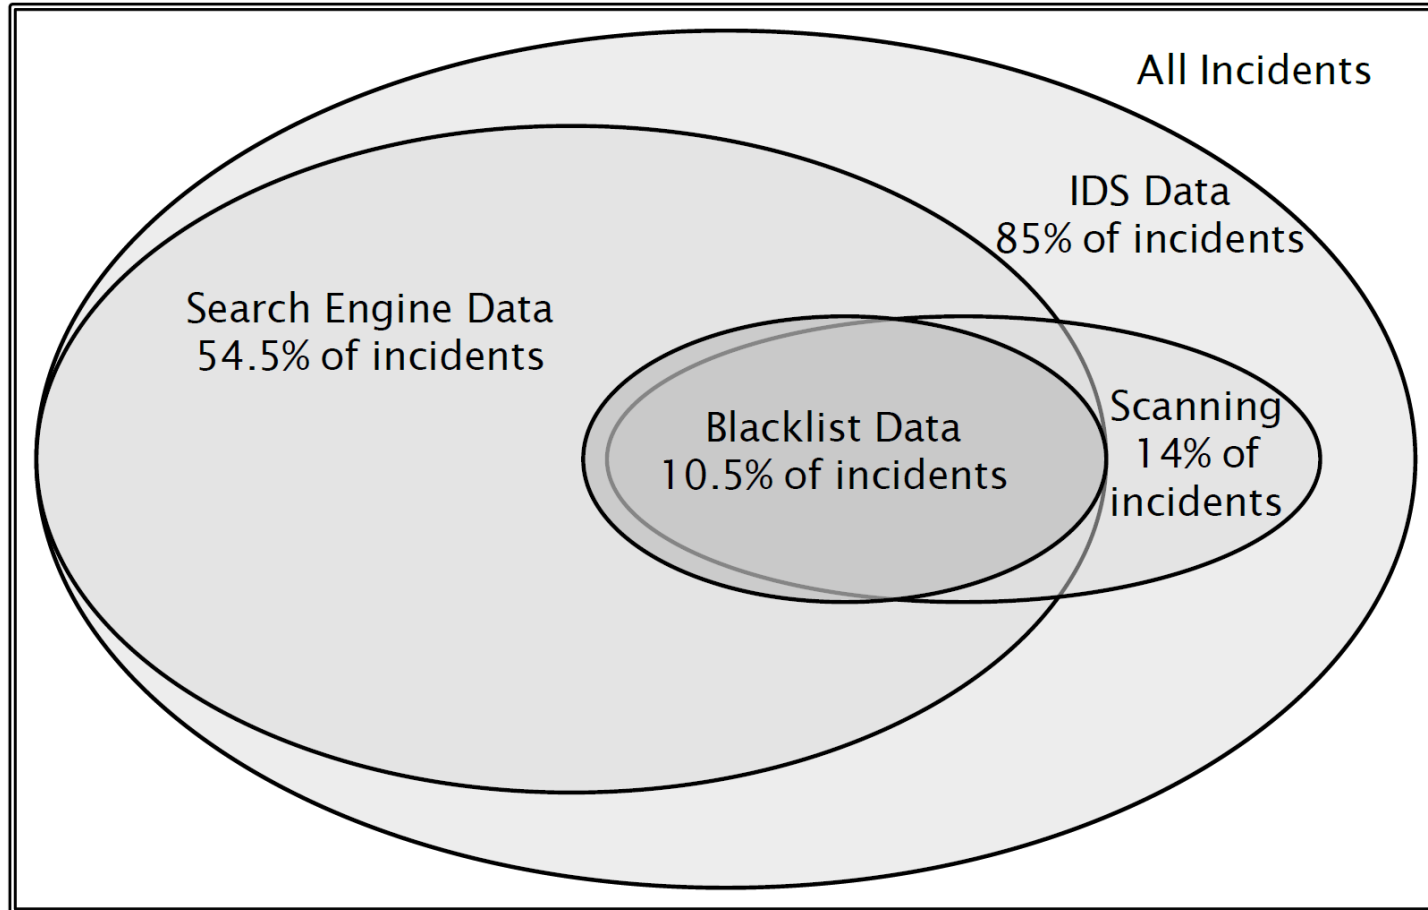 All Incidents
IDS Data
85% of incidents
Search Engine Data
54.5% of incidents
Blacklist Data
10.5% of incidents
Scanning
14% of
incidents